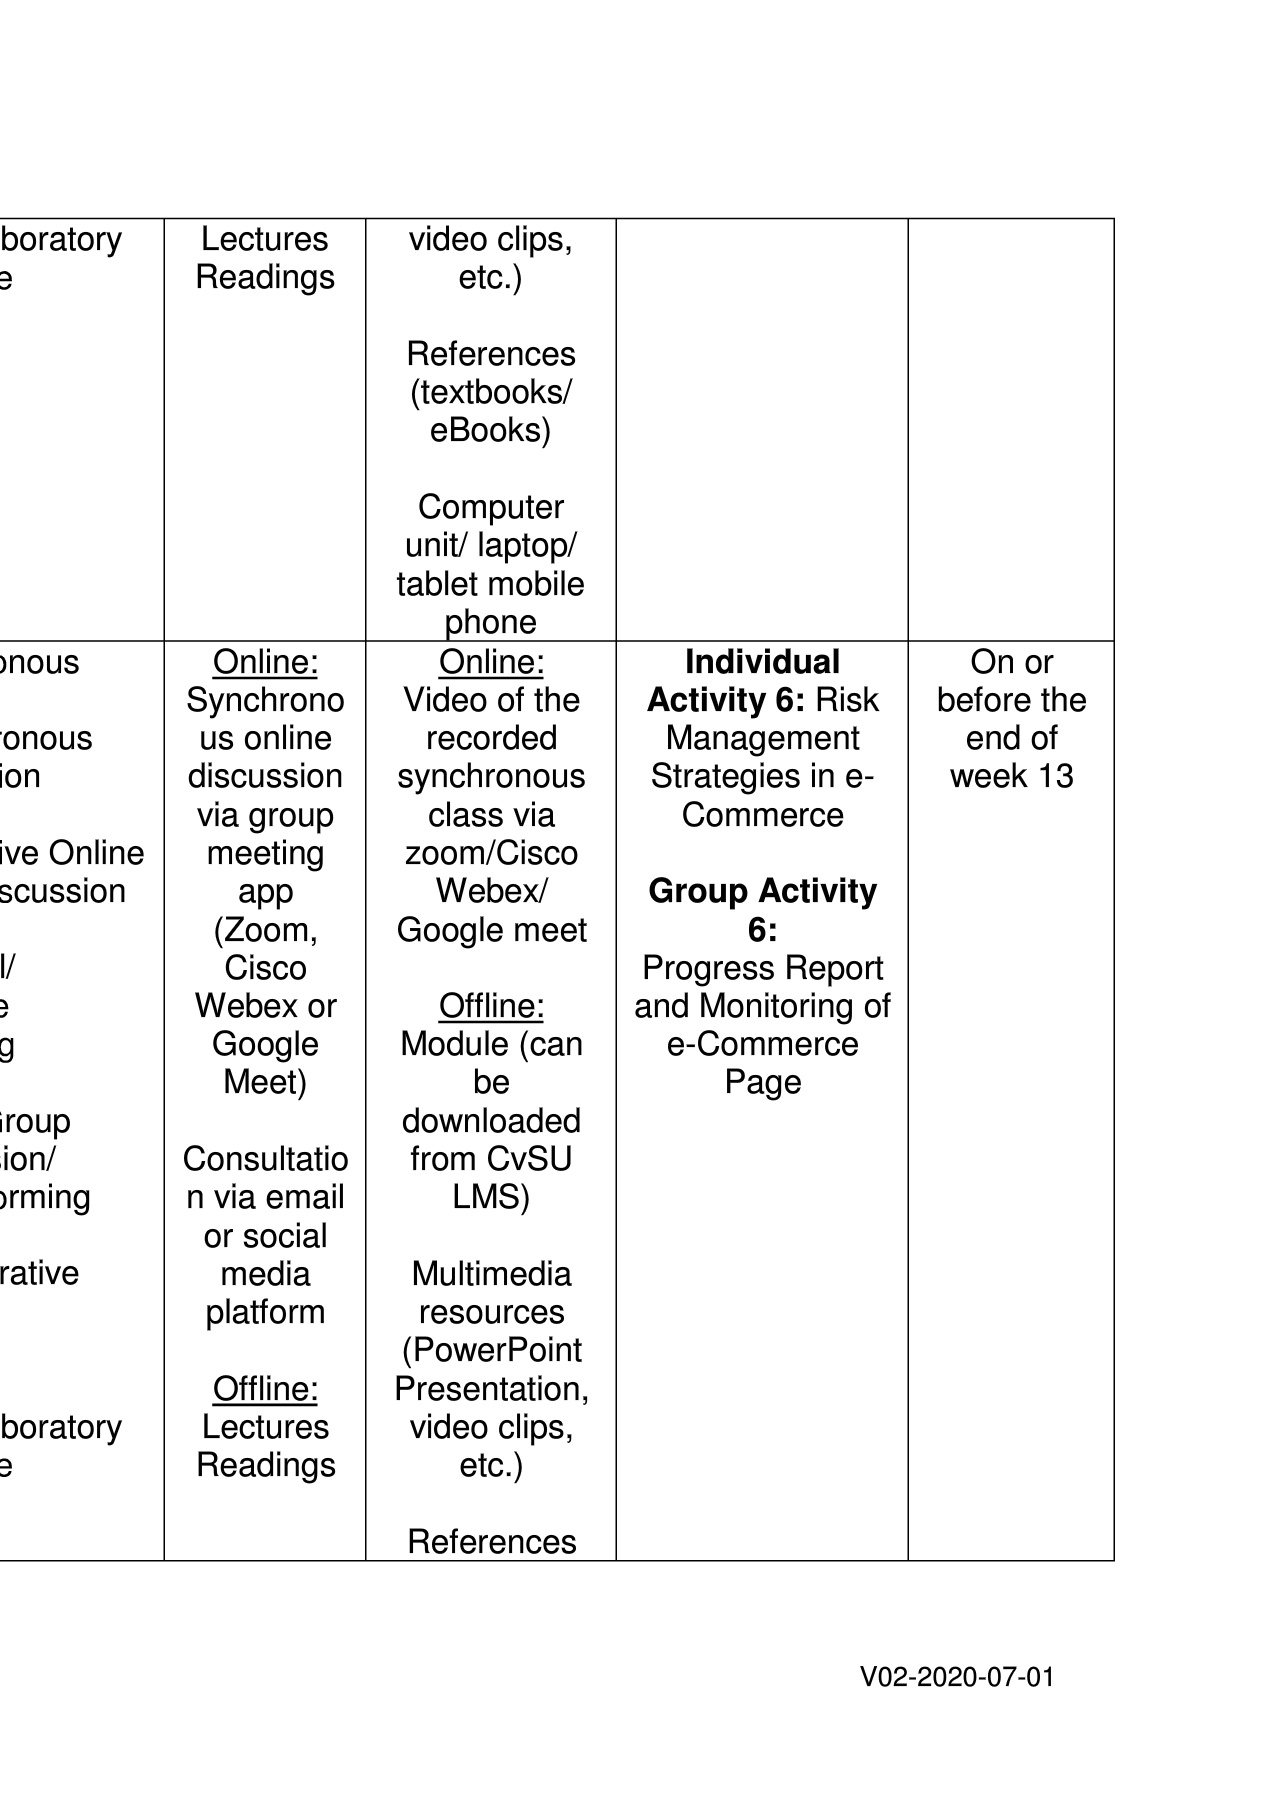 boratory
e
Lectures
Readings
video clips,
etc.)
References
(textbooks/
eBooks)
Computer
unit/ laptop/
tablet mobile
phone
onous
ronous
ion
ive Online
scussion
l/
e
g
Group
sion/
orming
rative
boratory
e
Online:
Synchrono
us online
discussion
via group
meeting
app
(Zoom,
Cisco
Webex or
Google
Meet)
Consultatio
n via email
or social
media
platform
Offline:
Lectures
Readings
Online:
Video of the
recorded
synchronous
class via
zoom/Cisco
Webex/
Google meet
Offline:
Module (can
be
downloaded
from CvSU
LMS)
Multimedia
resources
(PowerPoint
Presentation,
video clips,
etc.)
References
Individual
Activity 6: Risk
Management
Strategies in e-
Commerce
Group Activity
6:
Progress Report
and Monitoring of
e-Commerce
Page
On or
before the
end of
week 13
V02-2020-07-01